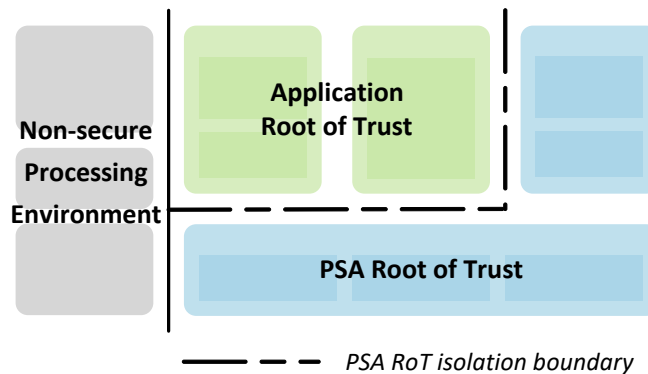 Non-secure
Processing
Environment
Application
Root of Trust
PSA Root of Trust
PSA RoT isolation boundary